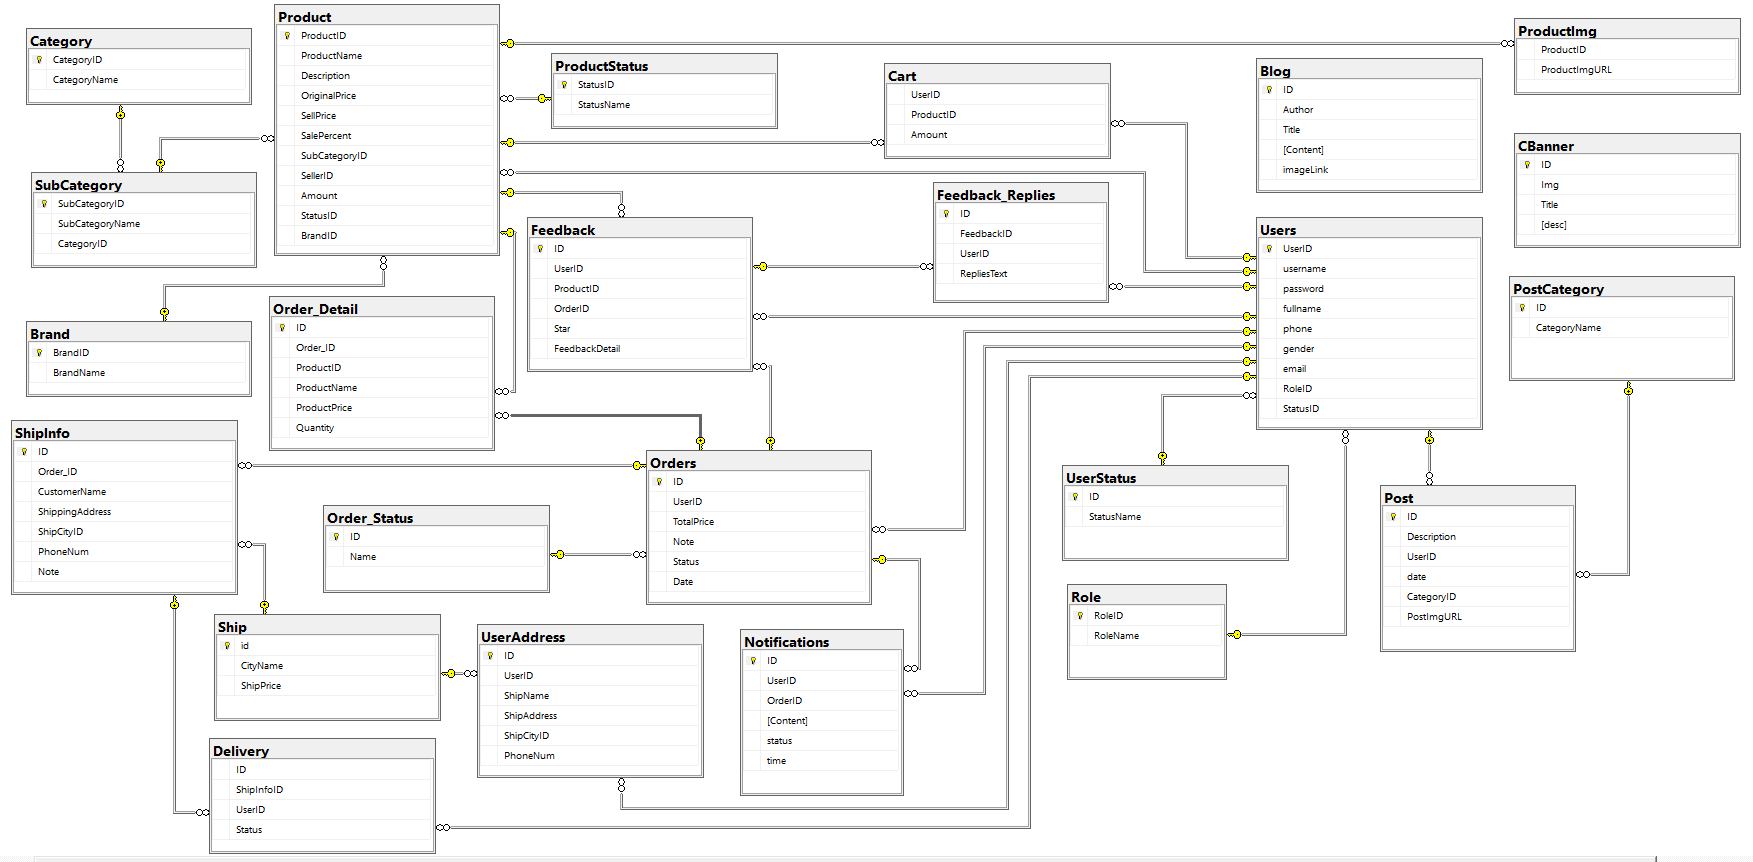 Category
CategoryID
CategoryName
Product
ProductID
ProductName
Description
OriginalPrice
SellPrice
SalePercent
SubCategoryID
SellerID
Amount
StatusID
BrandID
ProductStatus
StatusID
StatusName
Cart
UserID
ProductID
Amount
Blog
ID
Author
Title
[Content]
imageLink
ProductImg
ProductID
ProductImgURL
CBanner
ID
Img
Title
[desc]
SubCategory
SubCategoryID
SubCategoryName
CategoryID
Feedback
ID
UserID
ProductID
OrderID
Star
FeedbackDetail
Feedback_Replies
ID
FeedbackID
UserID
RepliesText
Users
UserID
username
password
fullname
phone
gender
email
RoleID
StatusID
PostCategory
ID
CategoryName
Brand
BrandID
BrandName
Order_Detail
ID
Order_ID
ProductID
ProductName
ProductPrice
Quantity
ShipInfo
ID
Order_ID
CustomerName
ShippingAddress
ShipCityID
PhoneNum
Note
Order_Status
ID
Name
Orders
ID
UserID
TotalPrice
Note
Status
Date
UserStatus
ID
StatusName
Post
ID
Description
UserID
date
CategoryID
PostImgURL
Role
RoleID
RoleName
Ship
id
CityName
ShipPrice
UserAddress
ID
UserID
ShipName
ShipAddress
ShipCityID
PhoneNum
Notifications
ID
UserID
OrderID
[Content]
status
time
Delivery
ID
ShipInfoID
UserID
Status